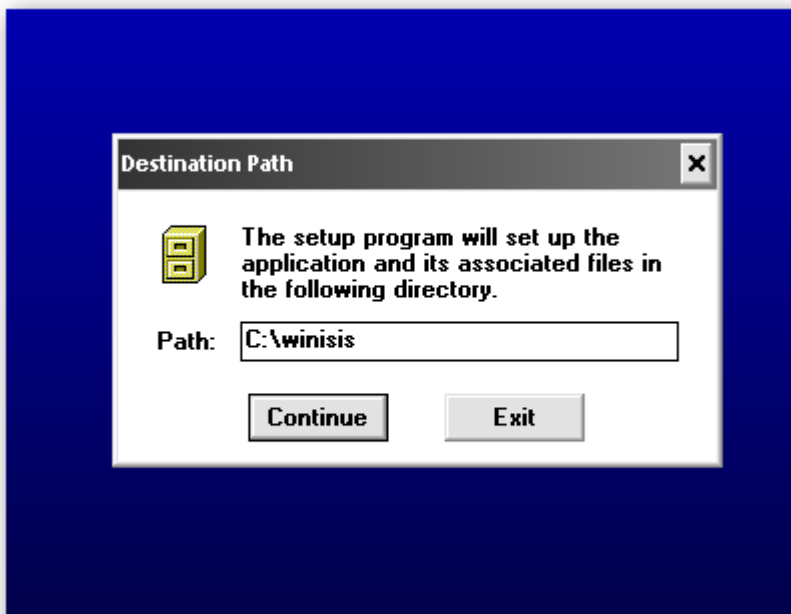 Destination Path
The setup program will set up the
application and its associated files in
the following directory.
Path: C:\winisis
Continue Exit